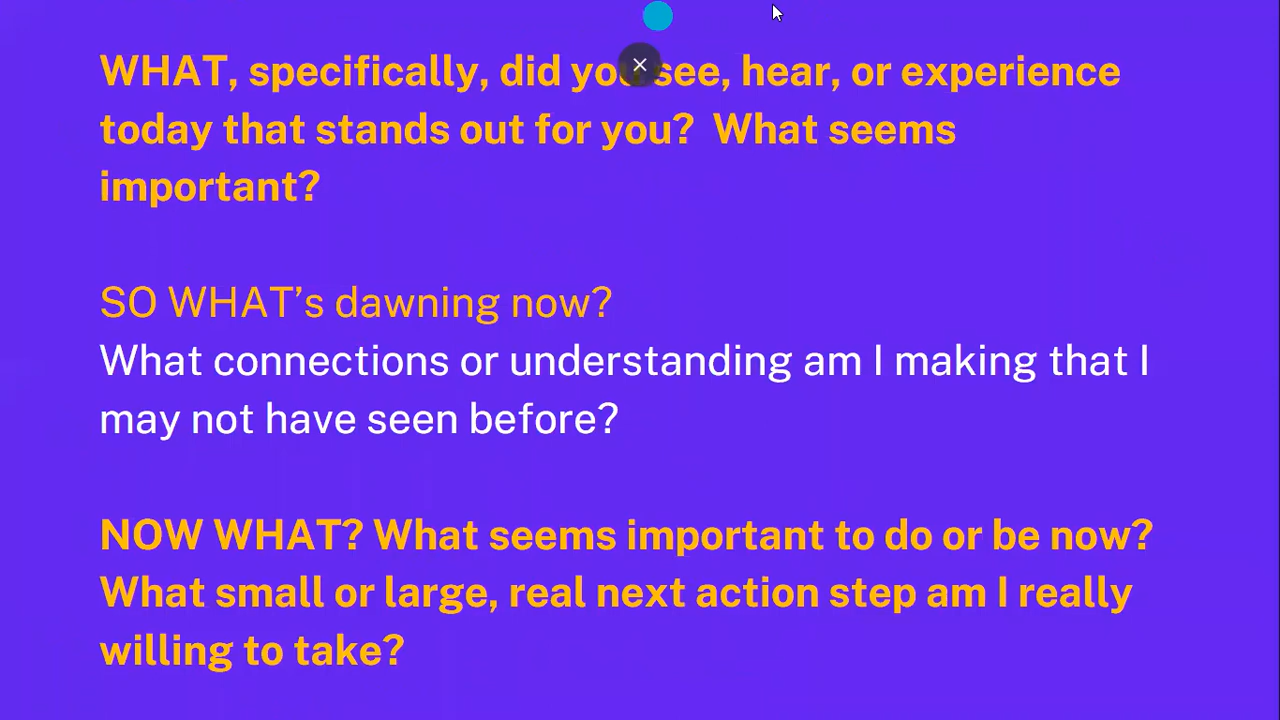 WHAT, specifically, did you see, hear, or experience
today that stands out for you?  What seems
important?
SO WHAT’s dawning now?
What connections or understanding am I making that I
may not have seen before?
NOW WHAT? What seems important to do or be now?
What small or large, real next action step am I really
willing to take?